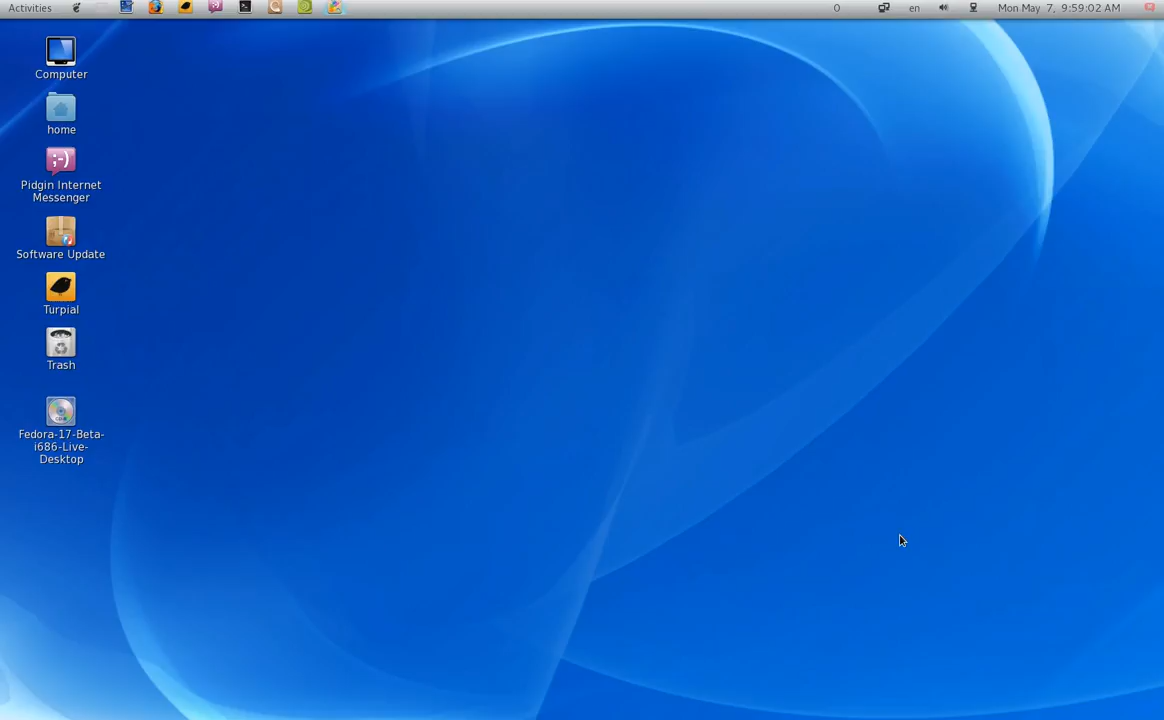 Activities
0
en
Mon May 7, 9:59:02 AM
Computer
home
;-)
Pidgin Internet
Messenger
Software Update
Turpial
Trash
Fedora-17-Beta-
i686-Live-
Desktop